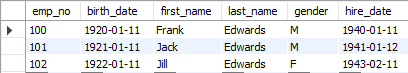 emp_no birth_date first_name last_name gender hire_date
100 1920-01-11 Frank Edwards M 1940-01-11
101 1921-01-11 Jack Edwards M 1941-01-12
102 1922-01-11 Jill Edwards F 1943-02-11